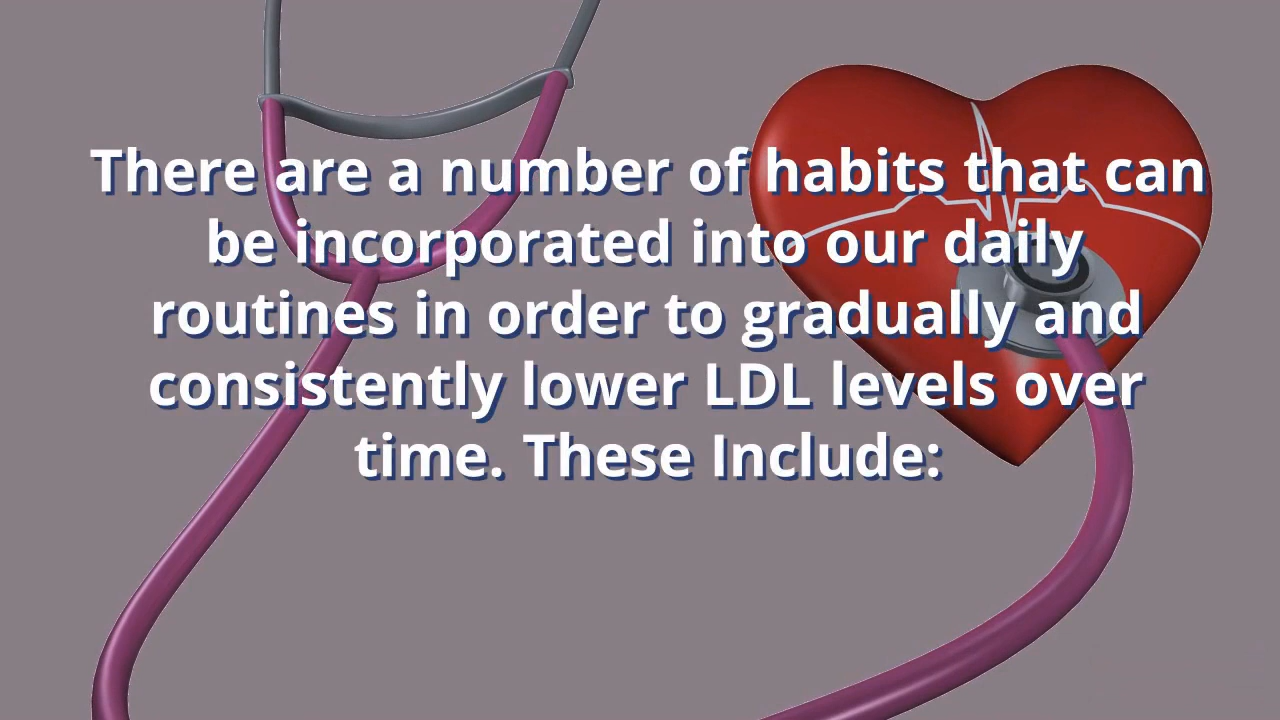 There are a number of habits that can
be incorporated into our daily
routines in order to gradually and
consistently lower LDL levels over
time. These Include: